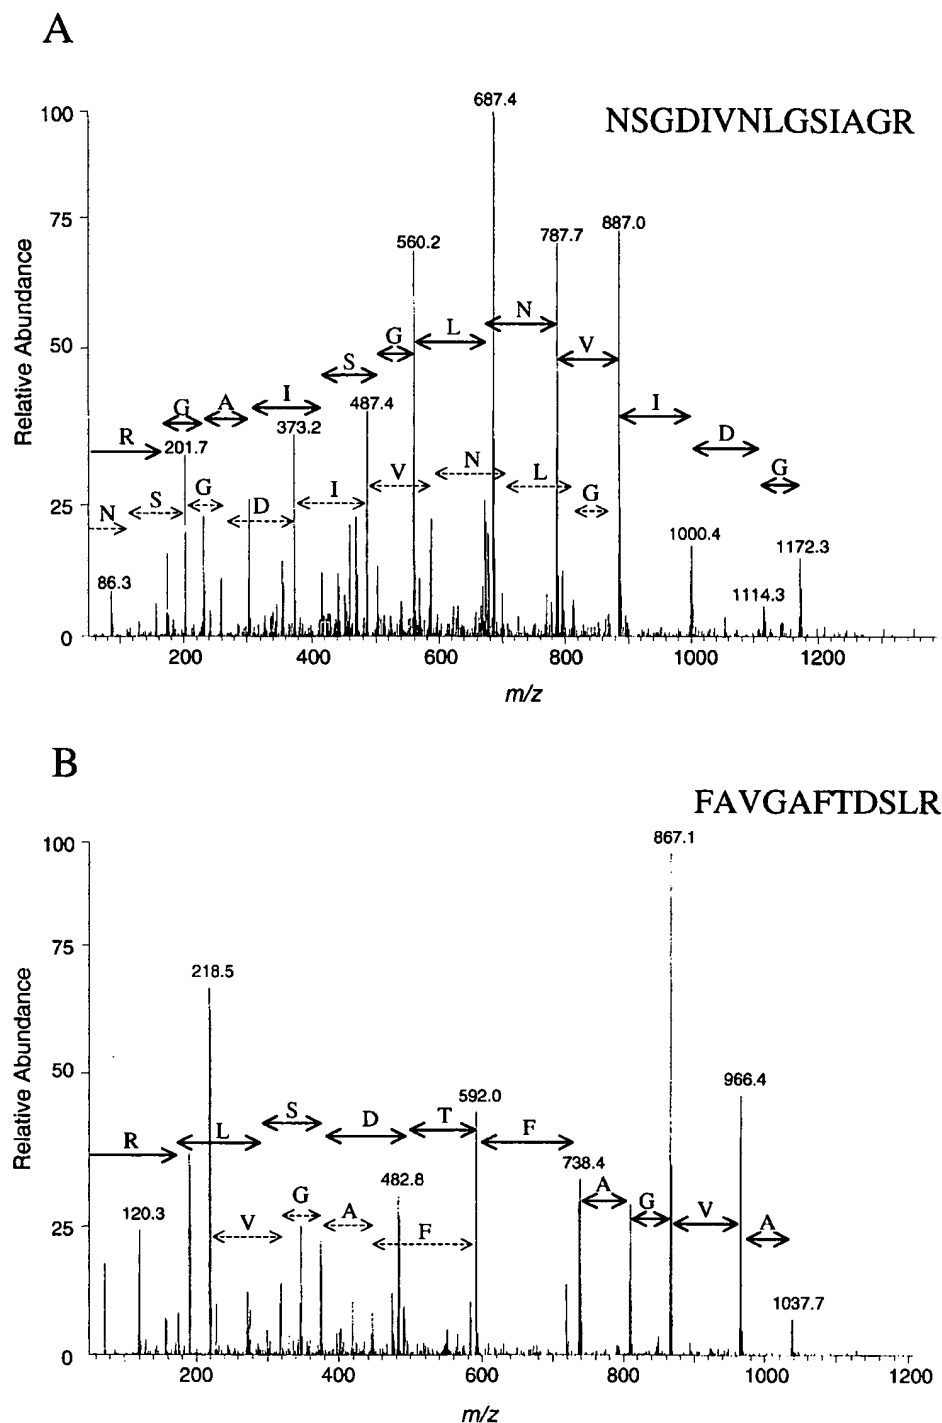 A
NSGDIVNLGSIAGR
687.4
100
887.0
787.7
560.2
75
N
L
G
V
50
S
I
487.4
I
A
G
373.2
D
R
201.7
G
N
V
L
I
G
S
D
G
N
25
1000.4
1172.3
86.3
1114.3
0
200 400 600 800 1000 1200
m/z
Relative Abundance
B
FAVGAFTDSLR
867.1
100
75
218.5
966.4
50
592.0
S
D
T
F
R
L
738.4
482.8
A
G
G
V
120.3
A
F
A
V
25
1037.7
0
200 400 600 800 1000 1200
m/z
Relative Abundance